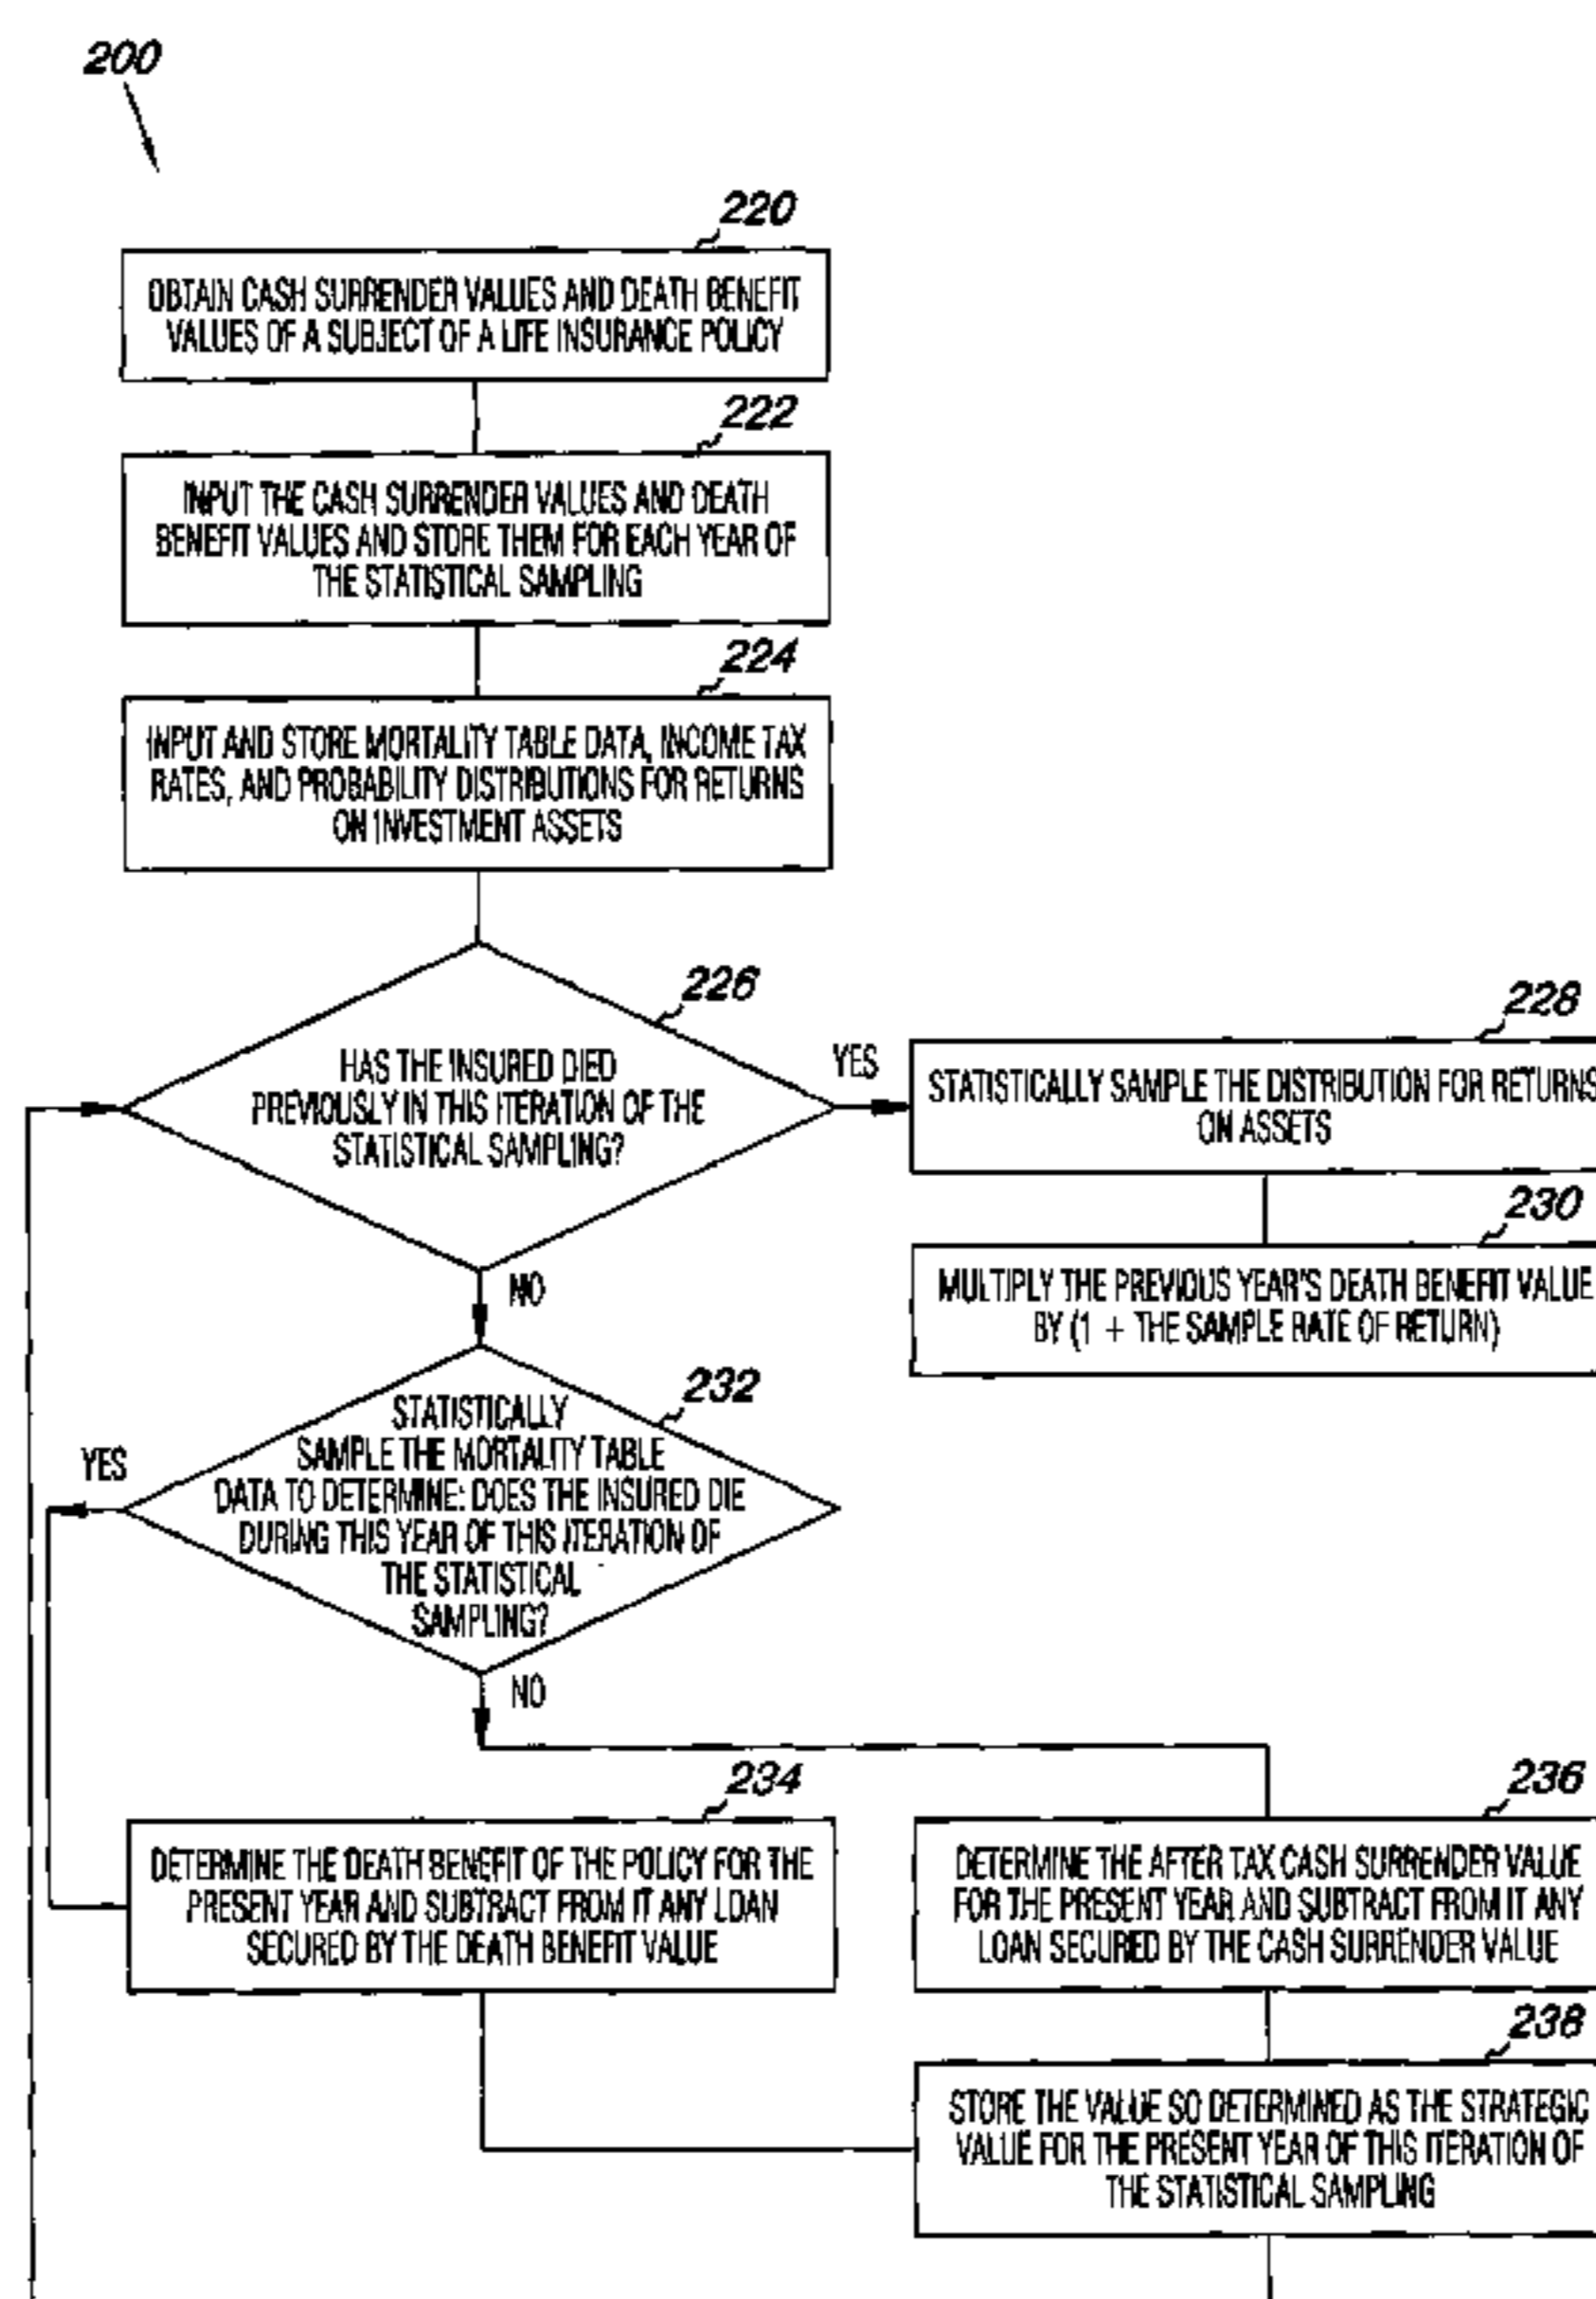 200
220
OBTAIN CASH SURRENDER VALUES AND DEATH BENEFIT
VALUES OF A SUBJECT OF A LIFE INSURANCE POLICY
222
INPUT THE CASH SURRENDER VALUES AND DEATH
BENEFIT VALUES AND STORE THEM FOR EACH YEAR OF
THE STATISTICAL SAMPLING
224
INPUT AND STORE MORTALITY TABLE DATA, INCOME TAX
RATES, AND PROBABILITY DISTRIBUTIONS FOR RETURNS
ON INVESTMENT ASSETS
226
HAS THE INSURED DIED
PREVIOUSLY IN THIS ITERATION OF THE
STATISTICAL SAMPLING?
YES
228
STATISTICALLY SAMPLE THE DISTRIBUTION FOR RETURNS
ON ASSETS
230
MULTIPLY THE PREVIOUS YEAR'S DEATH BENEFIT VALUE
BY (1 + THE SAMPLE RATE OF RETURN)
NO
232
STATISTICALLY
SAMPLE THE MORTALITY TABLE
DATA TO DETERMINE: DOES THE INSURED DIE
DURING THIS YEAR OF THIS ITERATION OF
THE STATISTICAL
SAMPLING?
YES
NO
234
DETERMINE THE DEATH BENEFIT OF THE POLICY FOR THE
PRESENT YEAR AND SUBTRACT FROM IT ANY LOAN
SECURED BY THE DEATH BENEFIT VALUE
236
DETERMINE THE AFTER TAX CASH SURRENDER VALUE
FOR THE PRESENT YEAR AND SUBTRACT FROM IT ANY
LOAN SECURED BY THE CASH SURRENDER VALUE
238
STORE THE VALUE SO DETERMINED AS THE STRATEGIC
VALUE FOR THE PRESENT YEAR OF THIS ITERATION OF
THE STATISTICAL SAMPLING